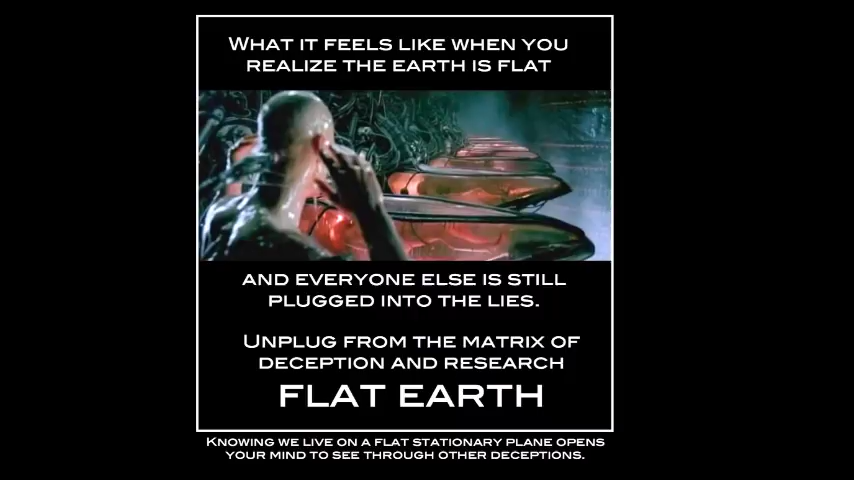 What it feels like when you
realize the earth is flat
and everyone else is still
plugged into the lies.
Unplug from the matrix of
deception and research
FLAT EARTH
Knowing we live on a flat stationary plane opens
your mind to see through other deceptions.